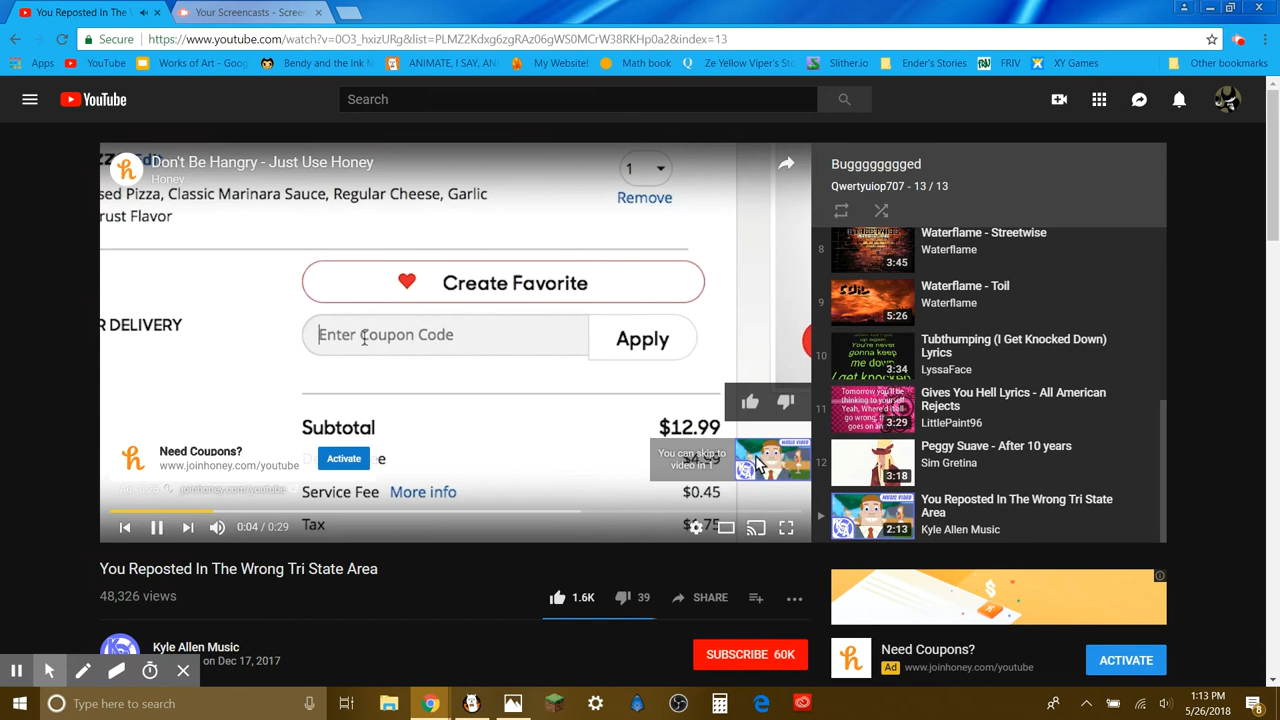 You Reposted In The
Your Screencasts - Screen
Secure
https://www.youtube.com/watch?v=0O3_hxizURg&list=PLMZ2Kdxg6zgRAz06gWS0MCrW38RKHp0a2&index=13
Apps YouTube Works of Art - Goog Bendy and the Ink M ANIMATE, I SAY, AN My Website! Math book Ze Yellow Viper's Sto Slither.io Ender's Stories FRIV XY Games Other bookmarks
YouTube
Search
Don't Be Hangry - Just Use Honey
Honey
sed Pizza, Classic Marinara Sauce, Regular Cheese, Garlic
rust Flavor
1
Remove
Create Favorite
R DELIVERY
Enter Coupon Code
Apply
Subtotal $12.99
Need Coupons?
www.joinhoney.com/youtube
Activate
You can skip to
video in 1
MUSIC VIDEO
Service Fee More info $0.45
Tax
0:04 / 0:29
Bugggggggged
Qwertyuiop707 - 13 / 13
8
3:45
Waterflame - Streetwise
Waterflame
9
5:26
Waterflame - Toil
Waterflame
10
3:34
Tubthumping (I Get Knocked Down)
Lyrics
LyssaFace
11
3:29
Gives You Hell Lyrics - All American
Rejects
LittlePaint96
12
3:18
Peggy Suave - After 10 years
Sim Gretina
2:13
You Reposted In The Wrong Tri State
Area
Kyle Allen Music
You Reposted In The Wrong Tri State Area
48,326 views
1.6K 39 SHARE
Kyle Allen Music
on Dec 17, 2017
SUBSCRIBE 60K
Need Coupons?
Ad www.joinhoney.com/youtube
ACTIVATE
Type here to search
1:13 PM
5/26/2018
8